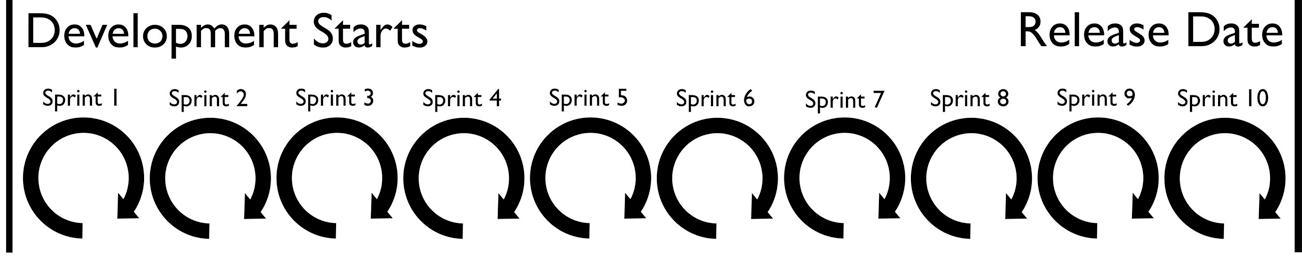 Development Starts
Release Date
Sprint 1
Sprint 2
Sprint 3
Sprint 4
Sprint 5
Sprint 6
Sprint 7
Sprint 8
Sprint 9
Sprint 10